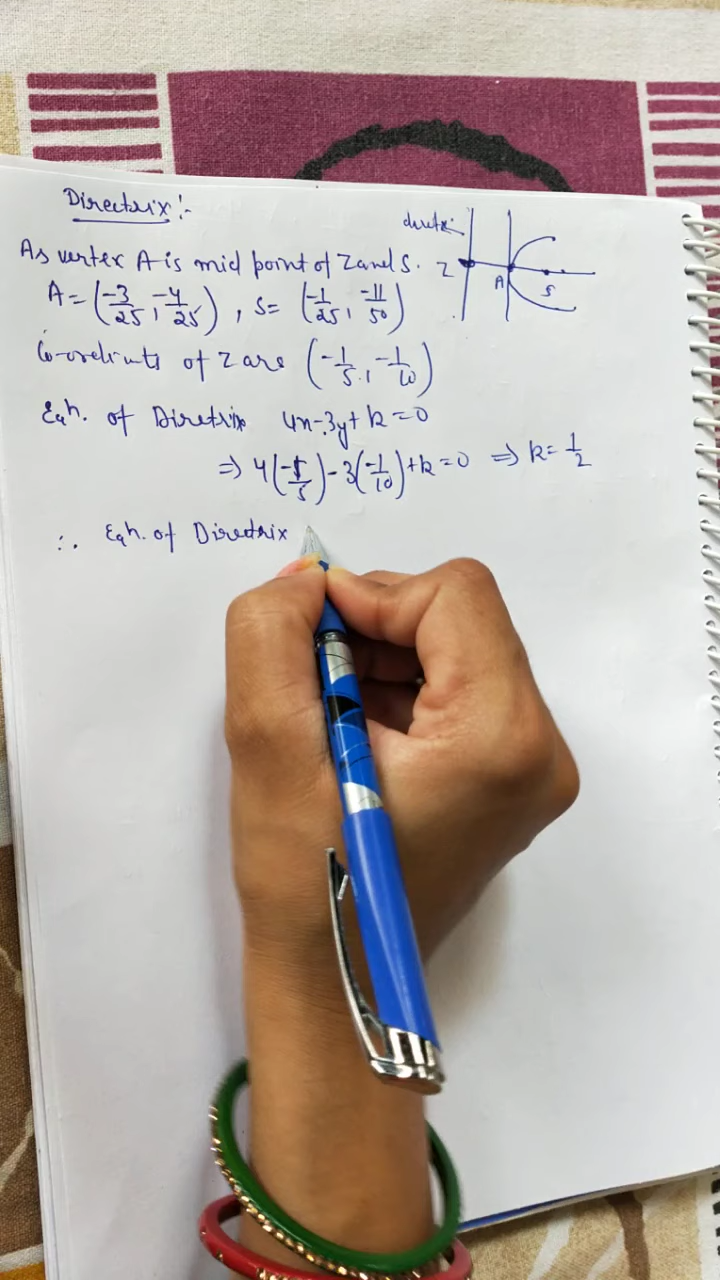 Directrix :-
directrix
As vertex A is mid point of Z and S.
Z
A
S
A = (-3/25, -4/25), S = (-1/25, -11/50)
Co-ordinates of Z are (-1/5, -1/10)
Eqn. of Diretrix 4x-3y+k=0
⇒ 4(-1/5)-3(-1/10)+k=0 ⇒ k=1/2
∴ Eqn. of Directrix